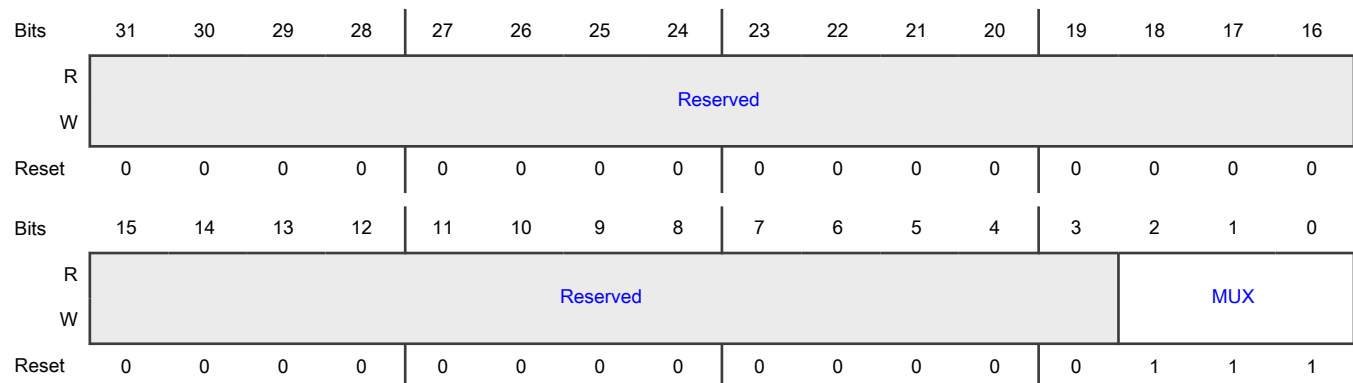 Bits 31 30 29 28 27 26 25 24 23 22 21 20 19 18 17 16
R
Reserved
W
Reset 0 0 0 0 0 0 0 0 0 0 0 0 0 0 0 0
Bits 15 14 13 12 11 10 9 8 7 6 5 4 3 2 1 0
R
Reserved MUX
W
Reset 0 0 0 0 0 0 0 0 0 0 0 0 0 1 1 1